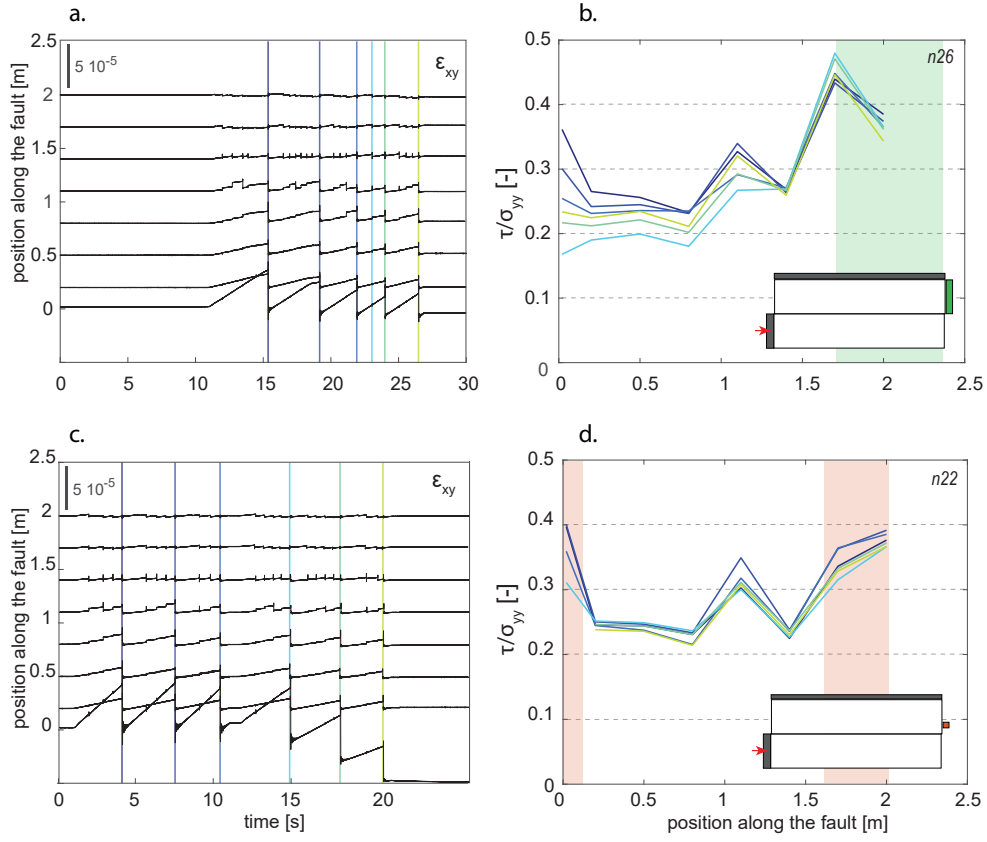 a.
2.5
2
1.5
1
0.5
0
position along the fault [m]
5 10-5
εxy
0 5 10 15 20 25 30
b.
0.5
0.4
0.3
0.2
0.1
0
τ/σyy [-]
n26
0 0.5 1 1.5 2 2.5
c.
2.5
2
1.5
1
0.5
0
position along the fault [m]
5 10-5
εxy
0 5 10 15 20
time [s]
d.
0.5
0.4
0.3
0.2
0.1
0
τ/σyy [-]
n22
0 0.5 1.0 1.5 2 2.5
position along the fault [m]